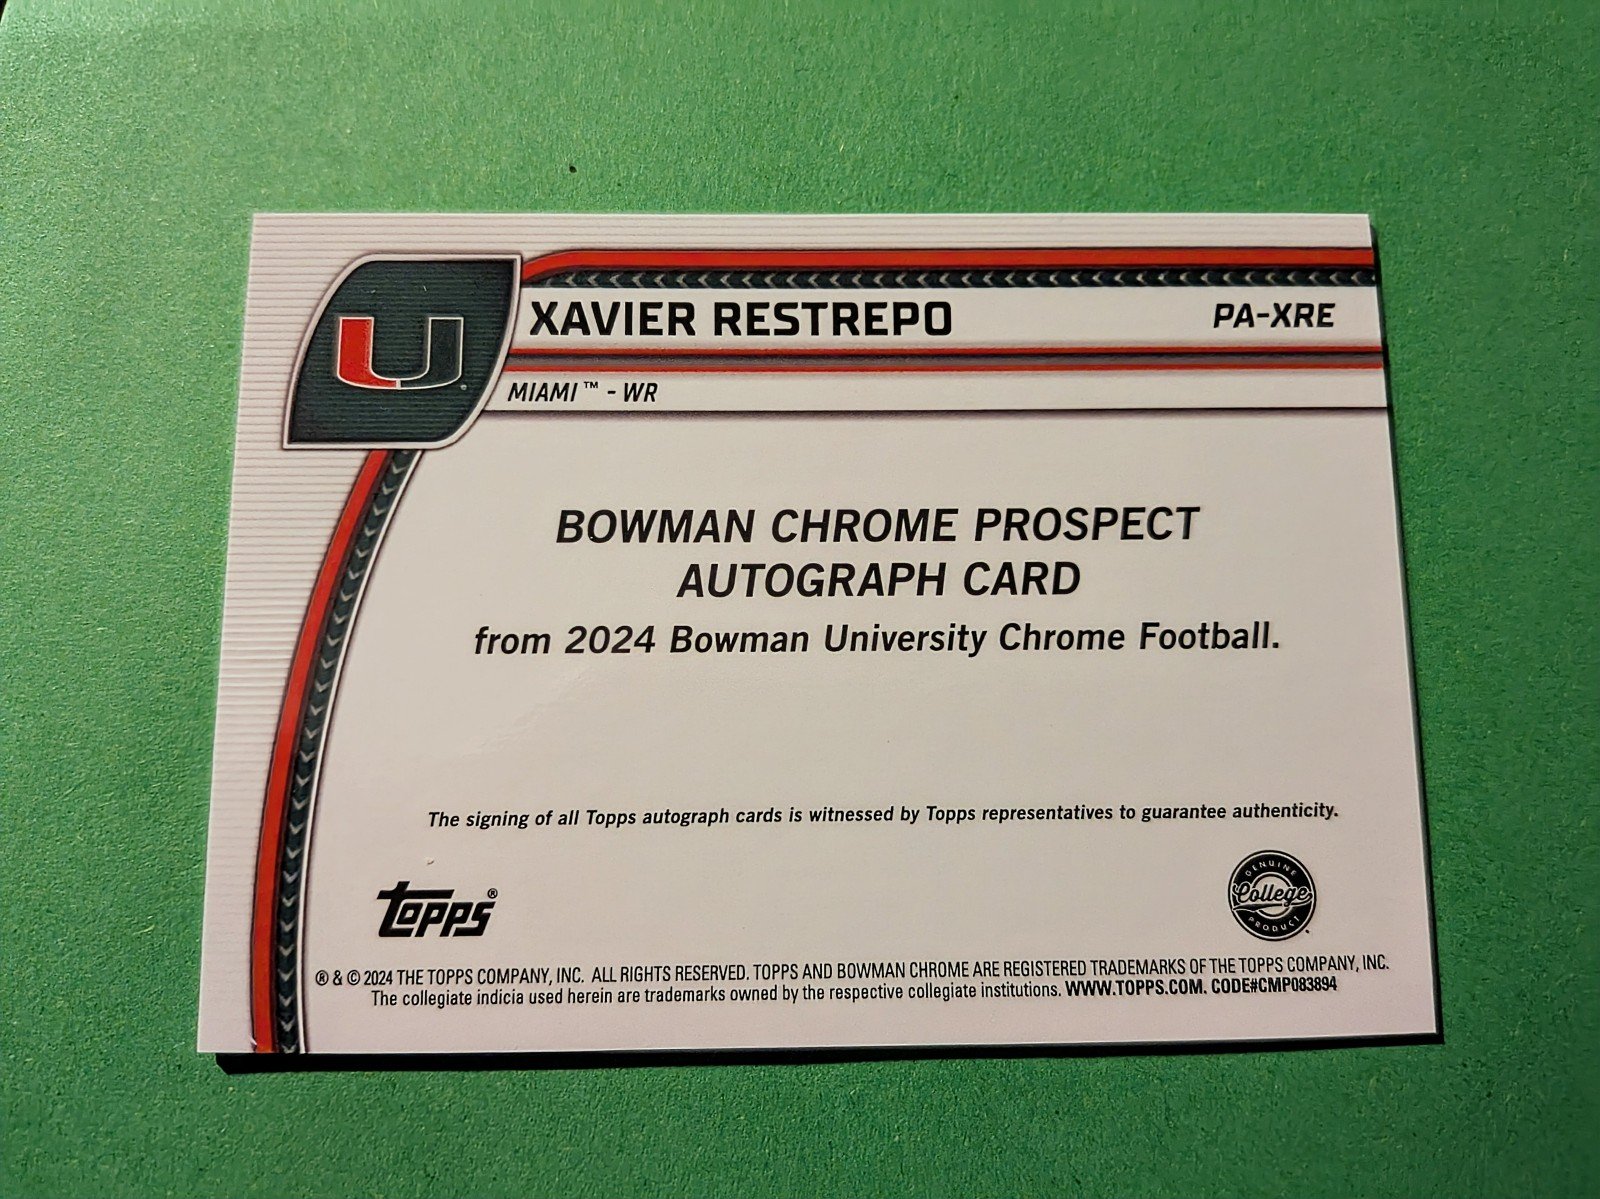 U
XAVIER RESTREPO
PA-XRE
MIAMI™ - WR
BOWMAN CHROME PROSPECT
AUTOGRAPH CARD
from 2024 Bowman University Chrome Football.
The signing of all Topps autograph cards is witnessed by Topps representatives to guarantee authenticity.
topps®
GENUINE
College
PRODUCT
® & © 2024 THE TOPPS COMPANY, INC. ALL RIGHTS RESERVED. TOPPS AND BOWMAN CHROME ARE REGISTERED TRADEMARKS OF THE TOPPS COMPANY, INC.
The collegiate indicia used herein are trademarks owned by the respective collegiate institutions. WWW.TOPPS.COM. CODE#CMP083894